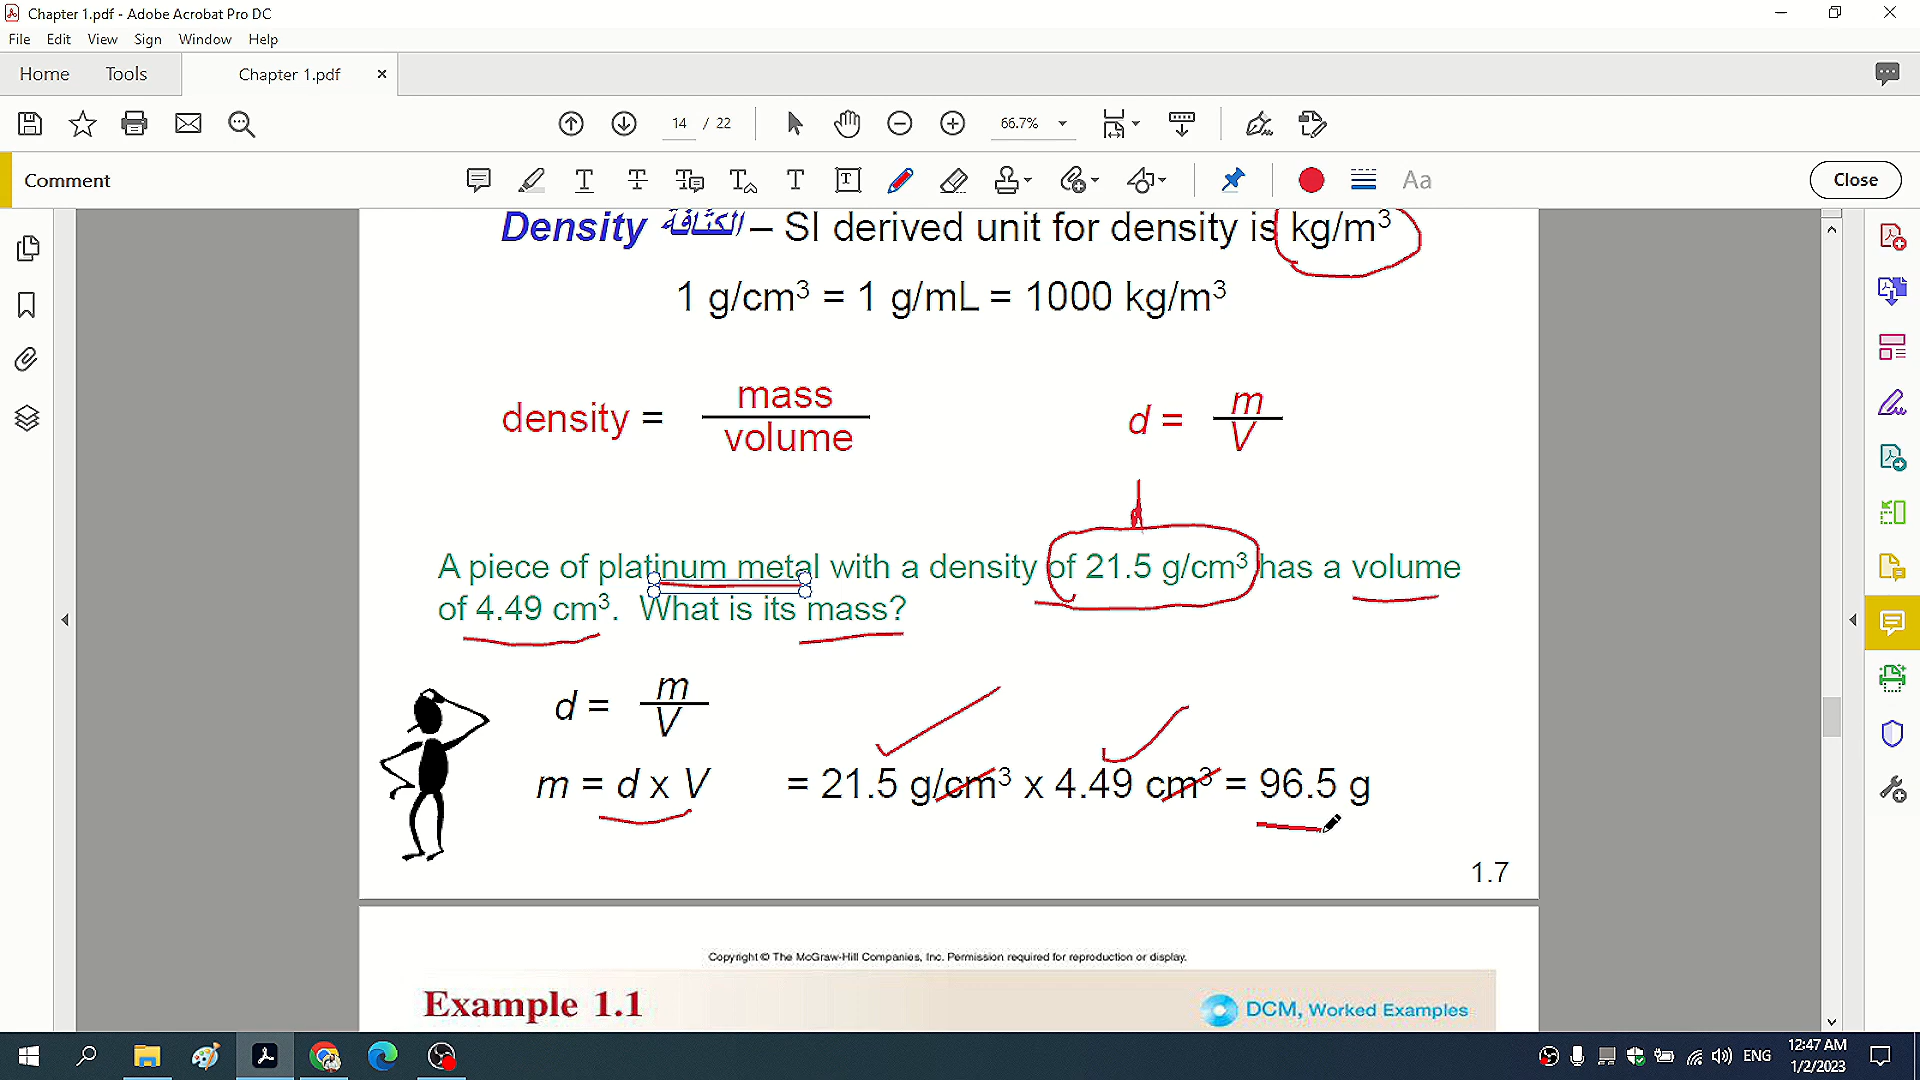 Chapter 1.pdf - Adobe Acrobat Pro DC
File Edit View Sign Window Help
Home Tools Chapter 1.pdf ×
14 / 22 66.7%
Comment Aa Close
Density الكثافة – SI derived unit for density is kg/m³
1 g/cm³ = 1 g/mL = 1000 kg/m³
density = mass / volume d = m / V
A piece of platinum metal with a density of 21.5 g/cm³ has a volume
of 4.49 cm³. What is its mass?
d = m / V
m = d x V = 21.5 g/cm³ x 4.49 cm³ = 96.5 g
1.7
Copyright © The McGraw-Hill Companies, Inc. Permission required for reproduction or display.
Example 1.1 DCM, Worked Examples
ENG 12:47 AM
1/2/2023